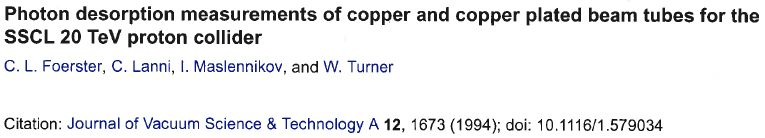 Photon desorption measurements of copper and copper plated beam tubes for the
SSCL 20 TeV proton collider
C. L. Foerster, C. Lanni, I. Maslennikov, and W. Turner
Citation: Journal of Vacuum Science & Technology A 12, 1673 (1994); doi: 10.1116/1.579034